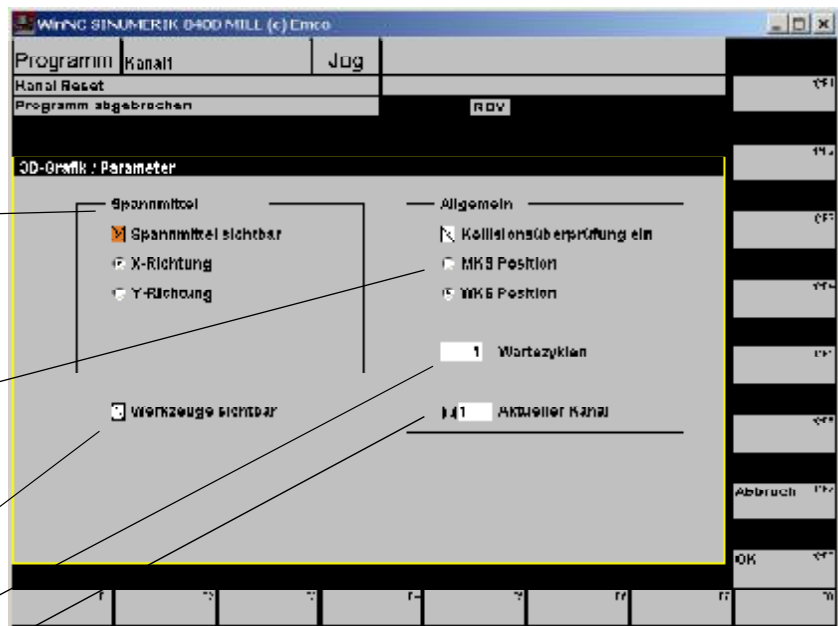 WinNC SINUMERIK 840D MILL (c) Emco
Programm Kanal1 Jog
Kanal Reset
Programm abgebrochen ROV
3D-Grafik / Parameter
Spannmittel Allgemein
Spannmittel sichtbar Kollisionsüberprüfung ein
X-Richtung MKS Position
Y-Richtung WKS Position
1 Wartezyklen
Werkzeuge sichtbar 1 Aktueller Kanal
Abbruch
OK